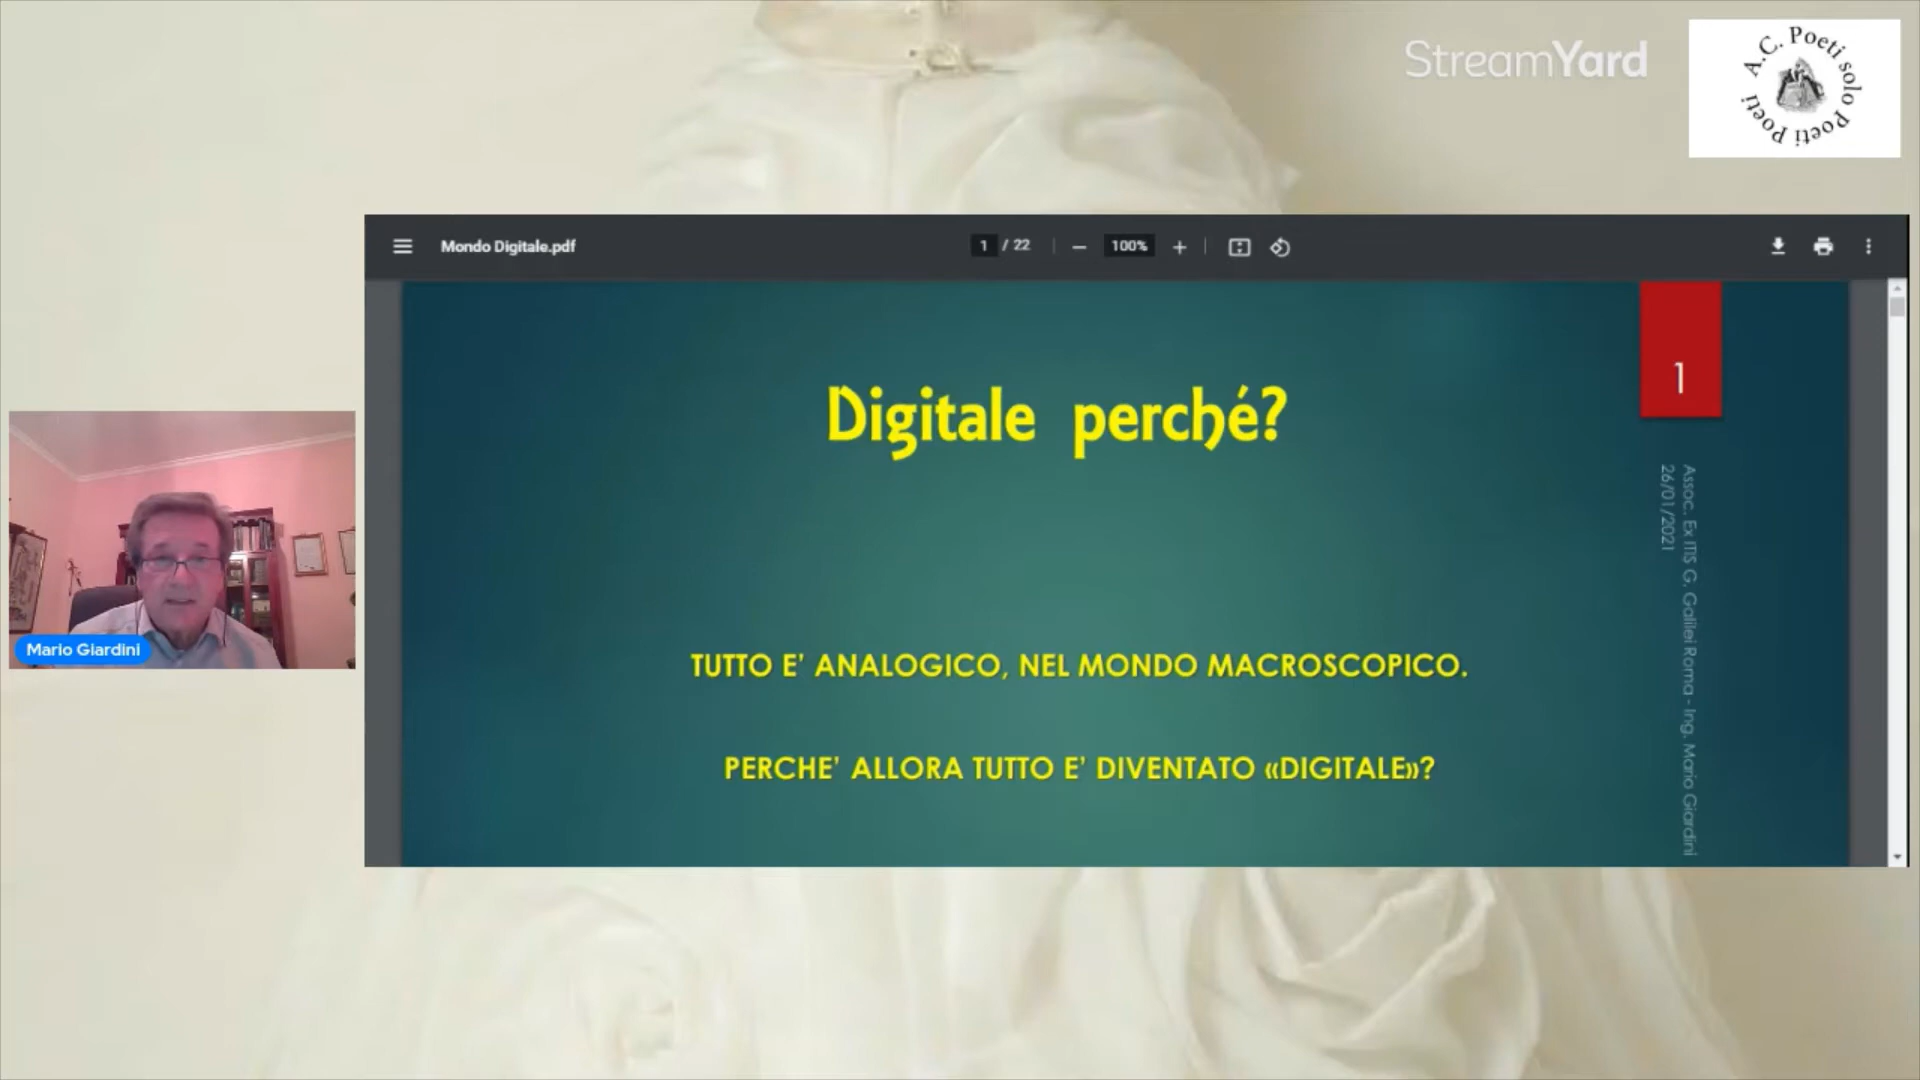 StreamYard
A.C. Poeti solo Poeti Poeti
Mondo Digitale.pdf
1 / 22
100%
1
Digitale perché?
TUTTO E' ANALOGICO, NEL MONDO MACROSCOPICO.
PERCHE' ALLORA TUTTO E' DIVENTATO «DIGITALE»?
Assoc. Ex ITIS G. Galilei Roma - Ing. Mario Giardini
26/01/2021
Mario Giardini